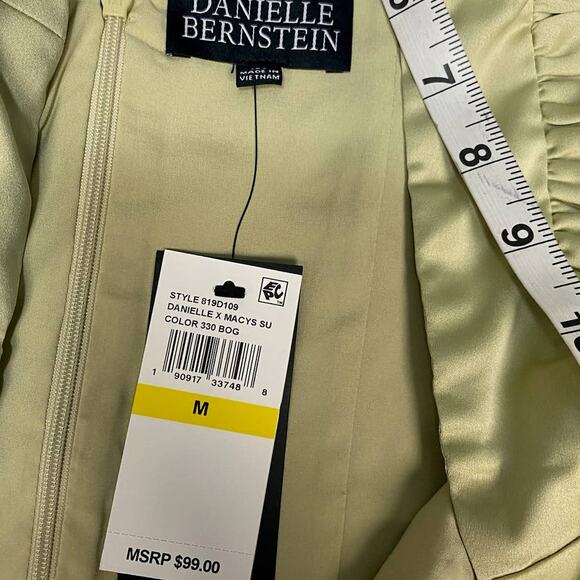 DANIELLE
BERNSTEIN
MADE IN
VIETNAM
7
8
9
STYLE 819D109
DANIELLE X MACYS SU
COLOR 330 BOG
1 90917 33748 8
M
MSRP $99.00